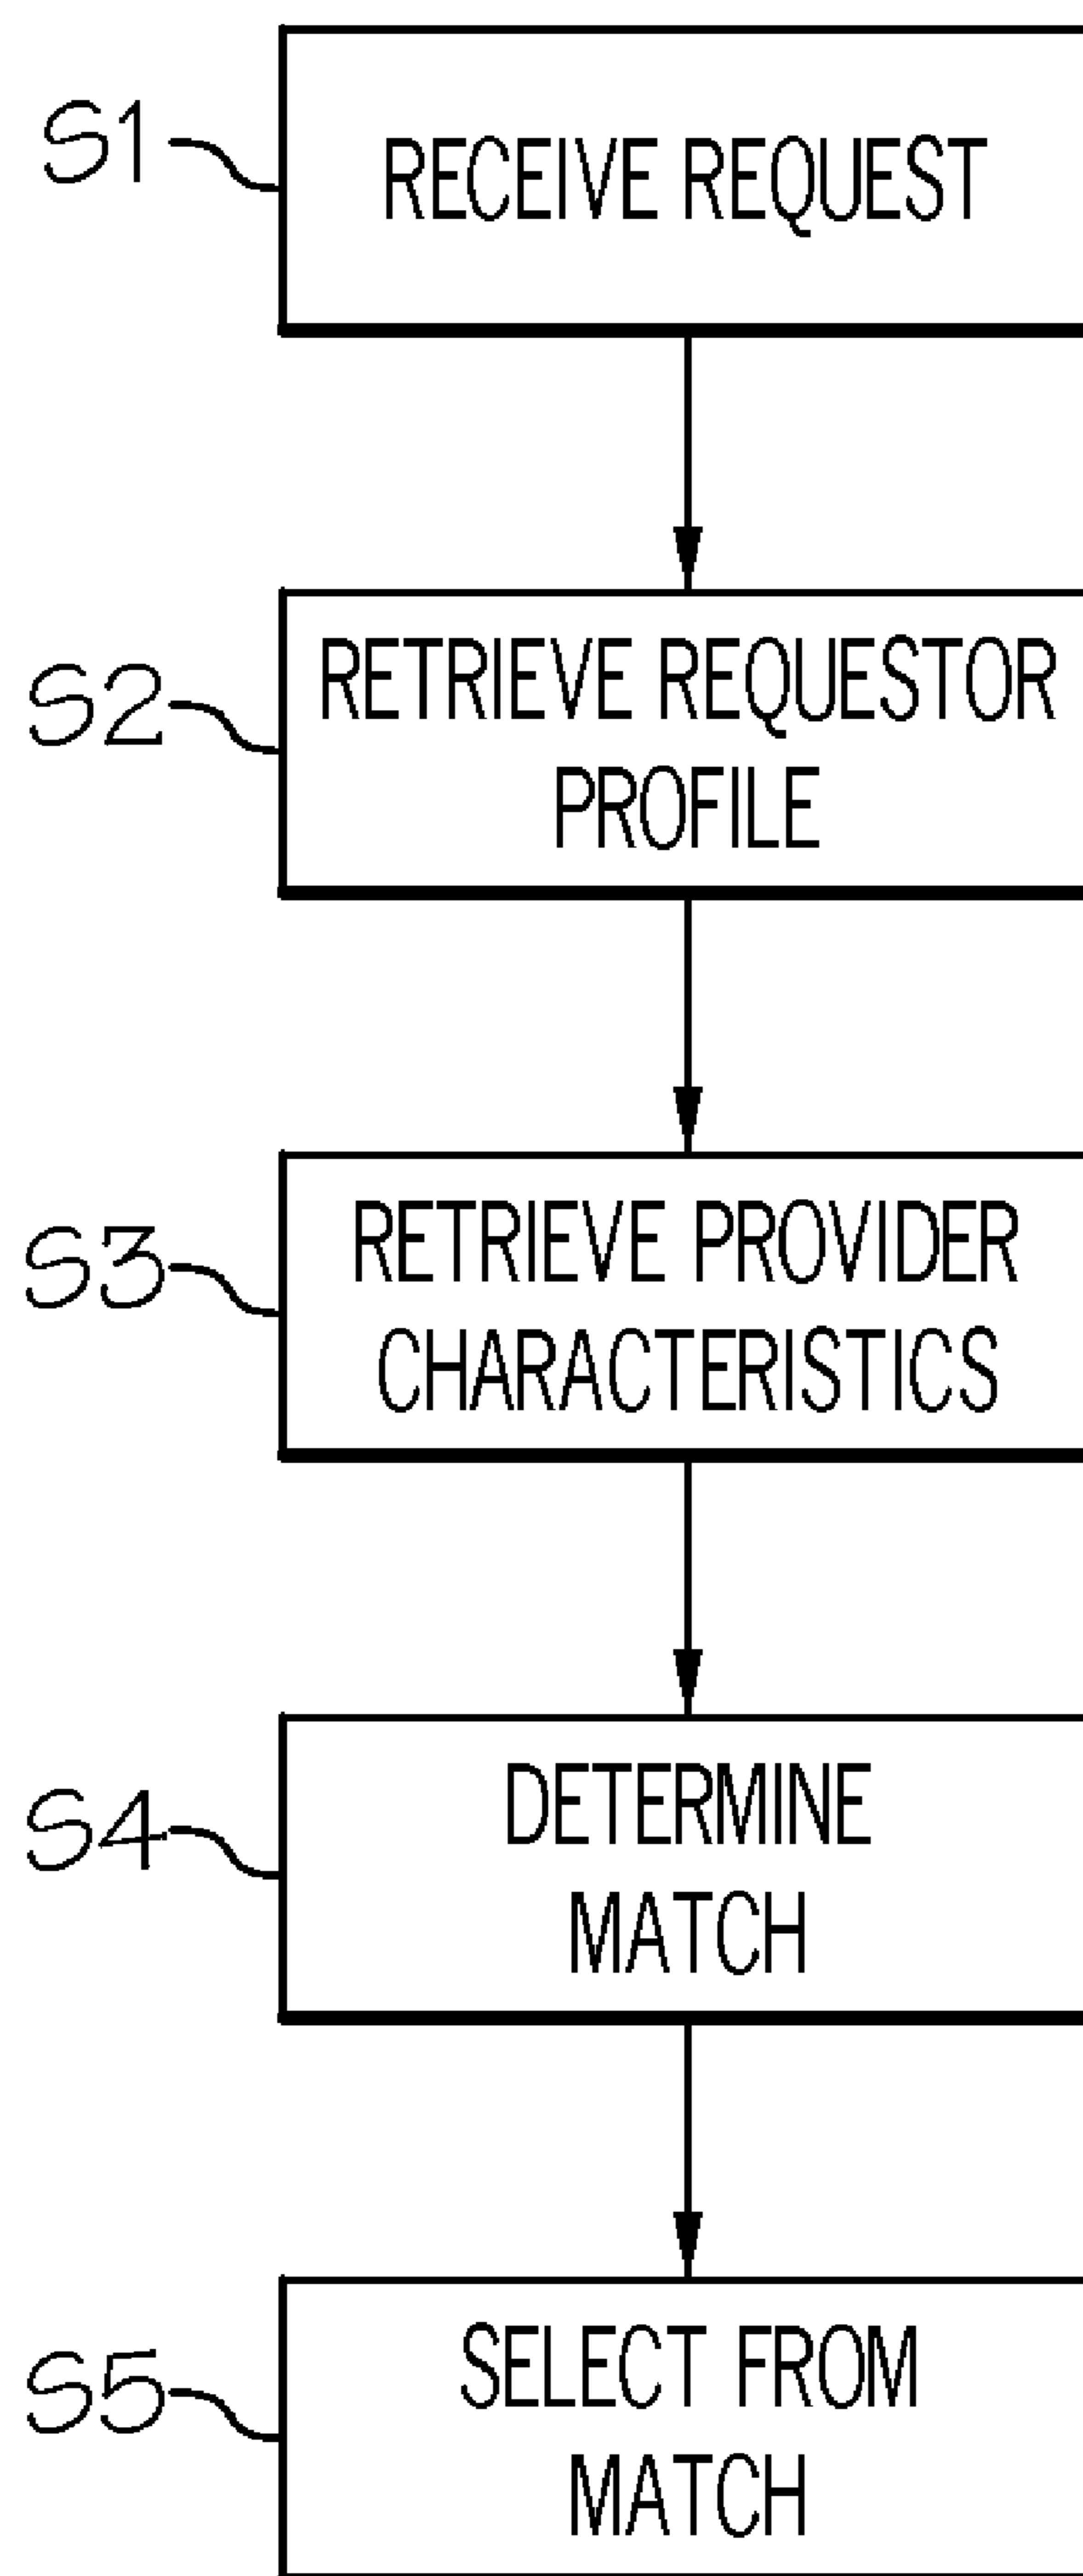 S1
RECEIVE REQUEST
S2
RETRIEVE REQUESTOR
PROFILE
S3
RETRIEVE PROVIDER
CHARACTERISTICS
S4
DETERMINE
MATCH
S5
SELECT FROM
MATCH